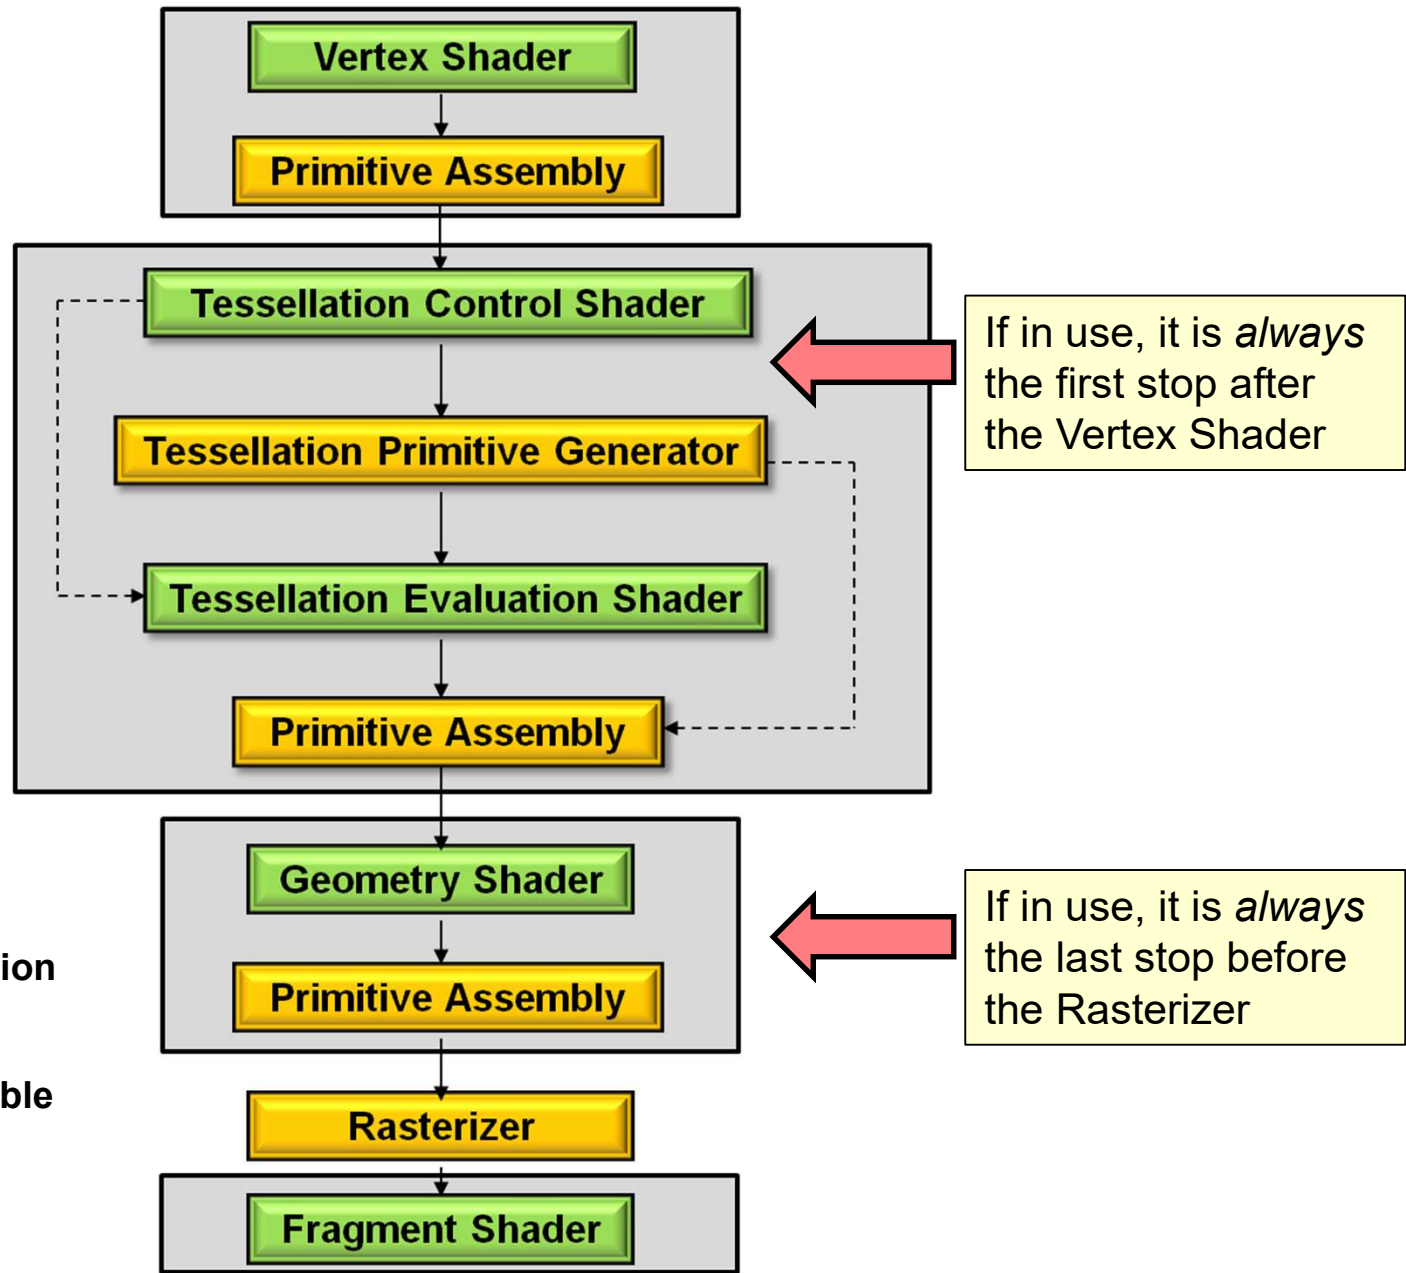 Vertex Shader
Primitive Assembly
Tessellation Control Shader
If in use, it is always
the first stop after
the Vertex Shader
Tessellation Primitive Generator
Tessellation Evaluation Shader
Primitive Assembly
Geometry Shader
If in use, it is always
the last stop before
the Rasterizer
ion
Primitive Assembly
ble
Rasterizer
Fragment Shader